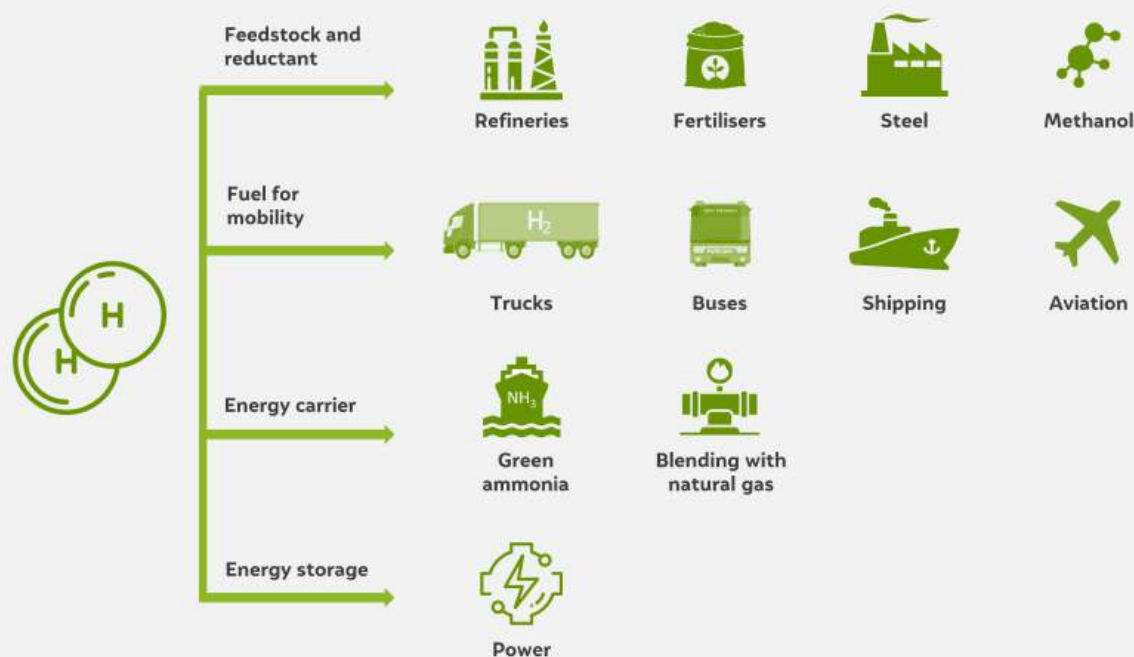 Feedstock and
reductant
Refineries
Fertilisers
Steel
Methanol
Fuel for
mobility
H₂
Trucks
Buses
Shipping
Aviation
H
H
Energy carrier
NH₃
Green
ammonia
Blending with
natural gas
Energy storage
Power